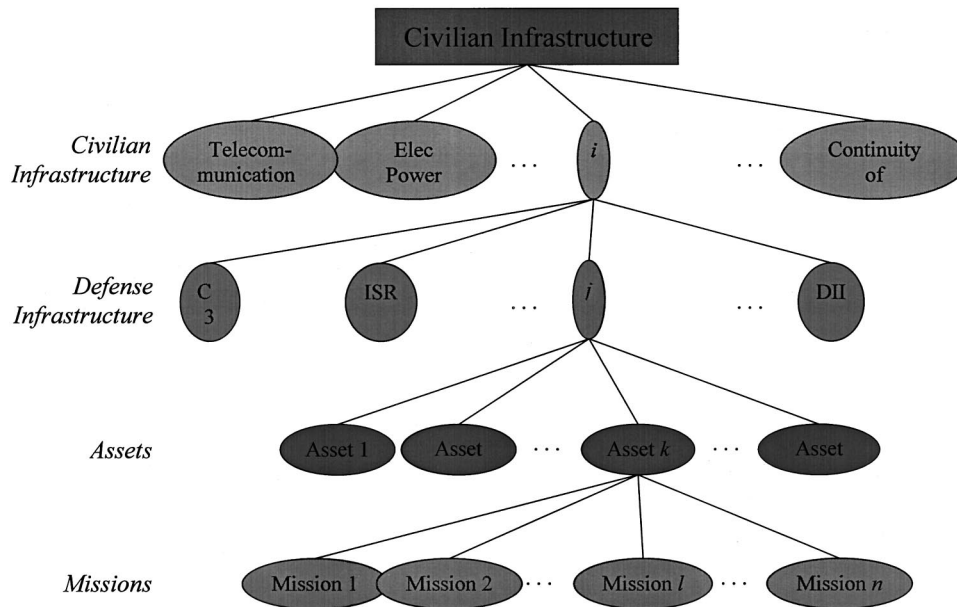 Civilian Infrastructure
Civilian
Infrastructure
Telecom-
munication
Elec
Power
. . .
i
. . .
Continuity
of
Defense
Infrastructure
C
3
ISR
. . .
j
. . .
DII
Assets
Asset 1
Asset
. . .
Asset k
. . .
Asset
Missions
Mission 1
Mission 2
. . .
Mission l
. . .
Mission n